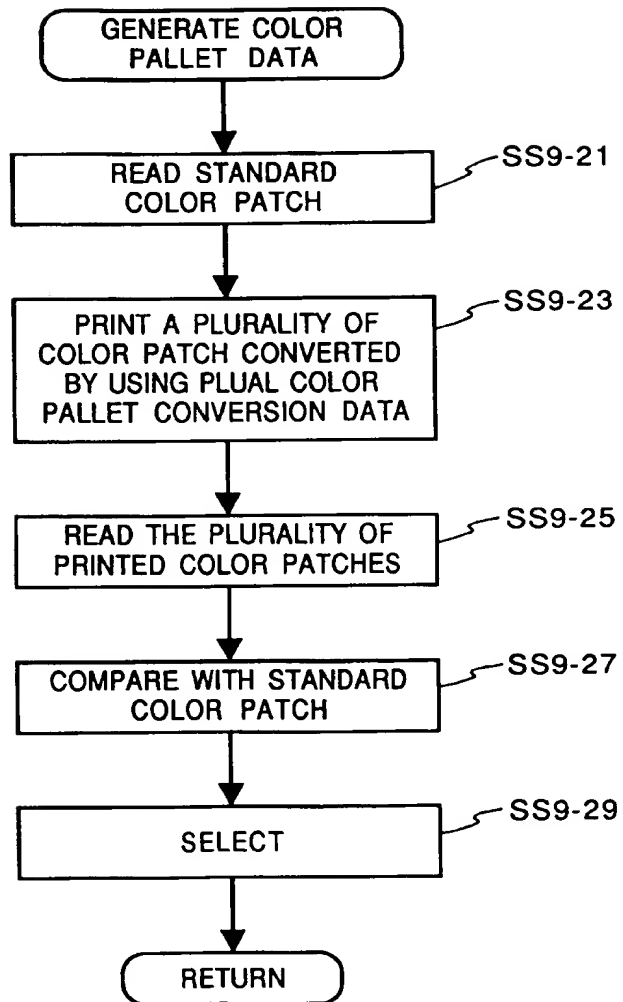 GENERATE COLOR
PALLET DATA
SS9-21
READ STANDARD
COLOR PATCH
SS9-23
PRINT A PLURALITY OF
COLOR PATCH CONVERTED
BY USING PLUAL COLOR
PALLET CONVERSION DATA
SS9-25
READ THE PLURALITY OF
PRINTED COLOR PATCHES
SS9-27
COMPARE WITH STANDARD
COLOR PATCH
SS9-29
SELECT
RETURN